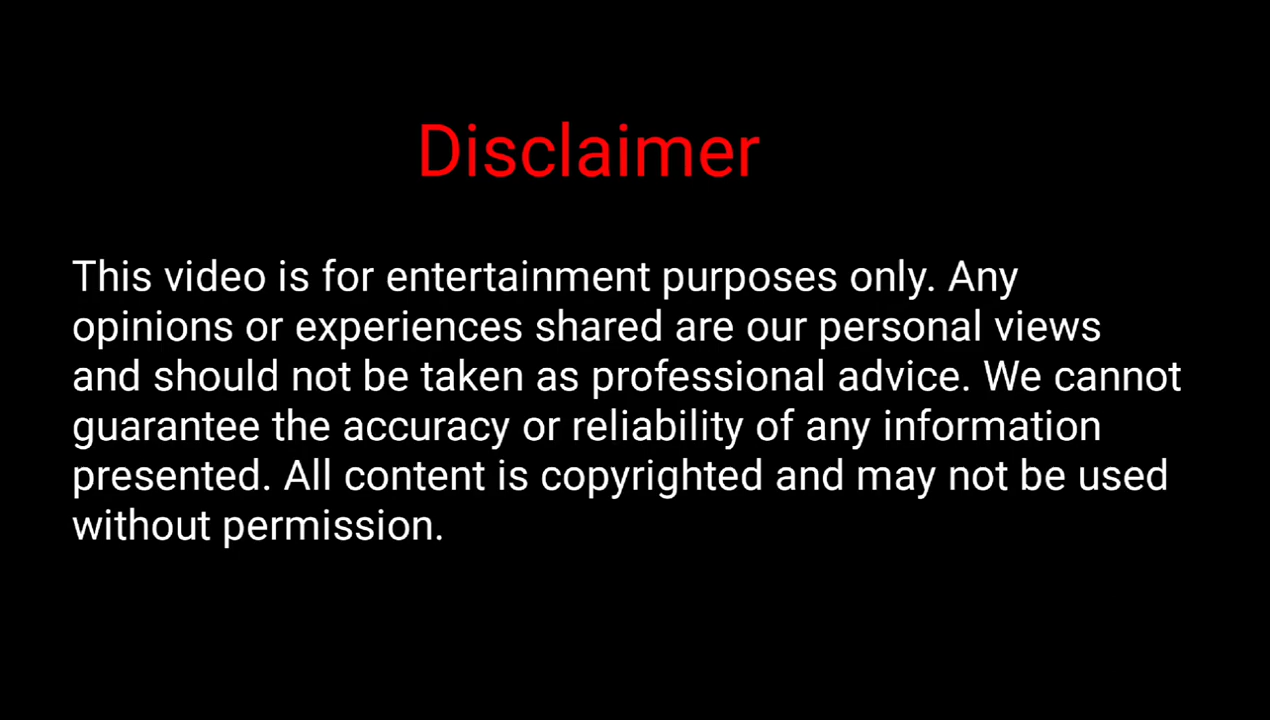 Disclaimer
This video is for entertainment purposes only. Any
opinions or experiences shared are our personal views
and should not be taken as professional advice. We cannot
guarantee the accuracy or reliability of any information
presented. All content is copyrighted and may not be used
without permission.